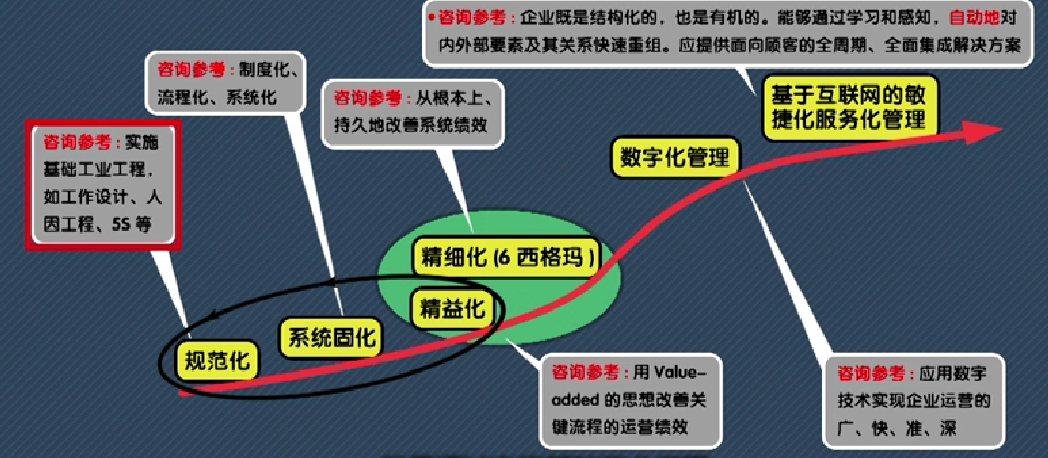 • 咨询参考：企业既是结构化的，也是有机的。能够通过学习和感知，自动地对
内外部要素及其关系快速重组。应提供面向顾客的全周期、全面集成解决方案
咨询参考：制度化、
流程化、系统化
咨询参考：从根本上、
持久地改善系统绩效
基于互联网的敏
捷化服务化管理
咨询参考：实施
基础工业工程，
如工作设计、人
因工程、5S 等
数字化管理
精细化(6 西格玛)
精益化
系统固化
规范化
咨询参考：用 Value-
added 的思想改善关
键流程的运营绩效
咨询参考：应用数字
技术实现企业运营的
广、快、准、深